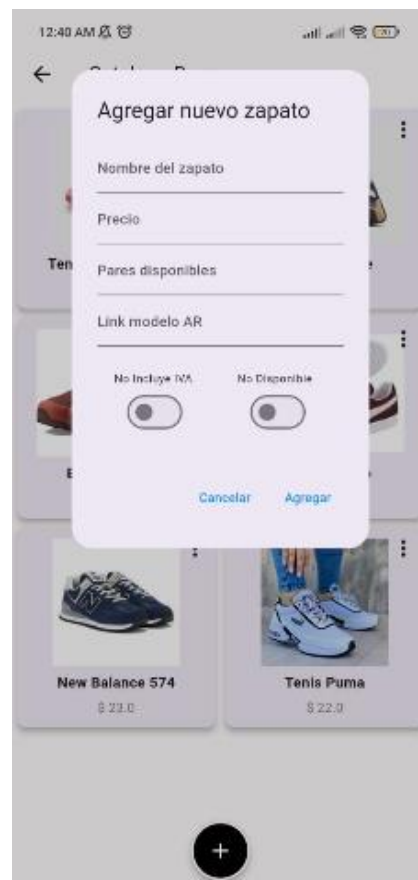 12:40 AM
Agregar nuevo zapato
Nombre del zapato
Precio
Ten
Pares disponibles
Link modelo AR
No Incluye IVA
No Disponible
Cancelar
Agregar
New Balance 574
$ 23.0
Tenis Puma
$ 22.0
+